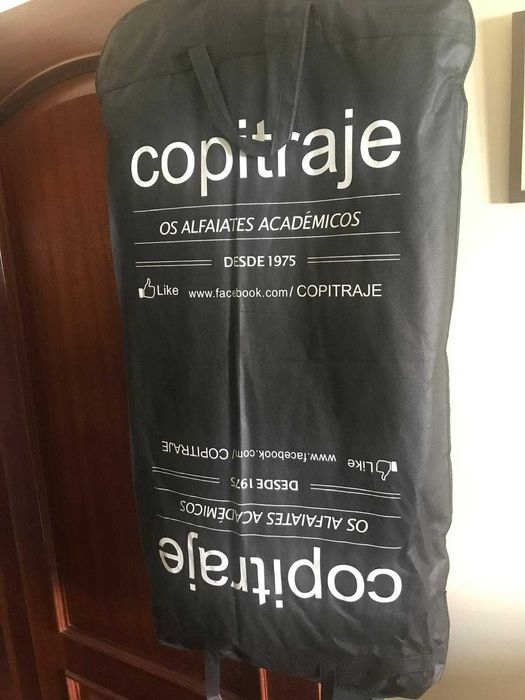 copitraje
OS ALFAIATES ACADÉMICOS
DESDE 1975
Like www.facebook.com/ COPITRAJE
Like www.facebook.com/ COPITRAJE
DESDE 1975
OS ALFAIATES ACADÉMICOS
copitraje